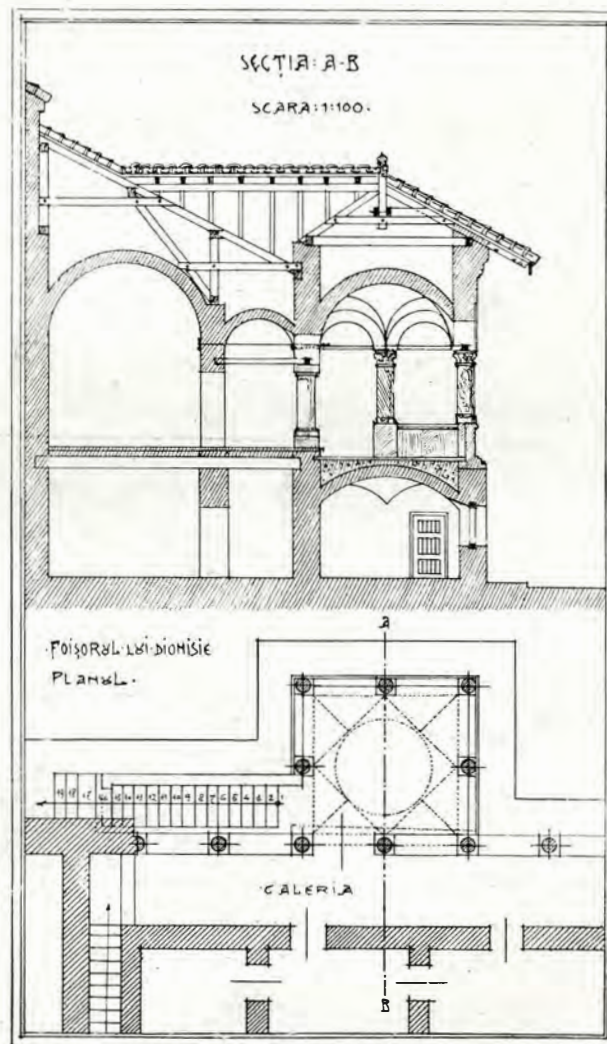 SECȚIA: A-B
SCARA: 1:100.
·FOIȘORUL·LUI·DIONISIE
PLANUL·
A
·GALERIA
B